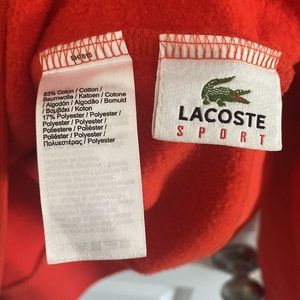 83% Cotton / Cotton /
Baumwolle / Katoen / Cotone
Algodón / Algodão / Bomuld
/ Βαμβάκι / Koton
17% Polyester / Polyester /
Polyester / Polyester /
Poliestere / Poliéster /
Poliéster / Polyester /
Πολυεστέρας / Polyester
LACOSTE
SPORT